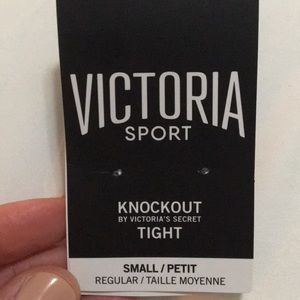 VICTORIA
SPORT
KNOCKOUT
BY VICTORIA'S SECRET
TIGHT
SMALL / PETIT
REGULAR / TAILLE MOYENNE